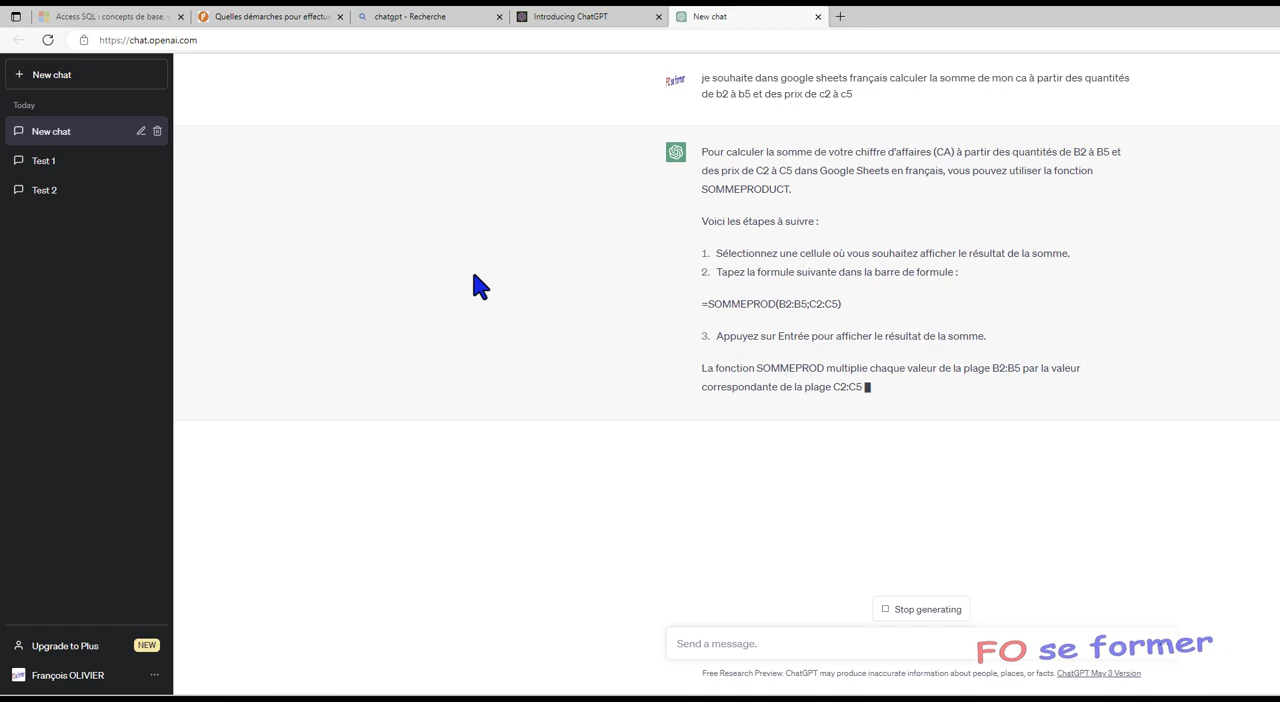 Access SQL : concepts de base, v
Quelles démarches pour effectue
chatgpt - Recherche
Introducing ChatGPT
New chat
https://chat.openai.com
New chat
Today
New chat
Test 1
Test 2
Upgrade to Plus
NEW
François OLIVIER
FO se former
je souhaite dans google sheets français calculer la somme de mon ca à partir des quantités
de b2 à b5 et des prix de c2 à c5
Pour calculer la somme de votre chiffre d'affaires (CA) à partir des quantités de B2 à B5 et
des prix de C2 à C5 dans Google Sheets en français, vous pouvez utiliser la fonction
SOMMEPRODUCT.
Voici les étapes à suivre :
1. Sélectionnez une cellule où vous souhaitez afficher le résultat de la somme.
2. Tapez la formule suivante dans la barre de formule :
=SOMMEPROD(B2:B5;C2:C5)
3. Appuyez sur Entrée pour afficher le résultat de la somme.
La fonction SOMMEPROD multiplie chaque valeur de la plage B2:B5 par la valeur
correspondante de la plage C2:C5
Stop generating
Send a message.
FO se former
Free Research Preview. ChatGPT may produce inaccurate information about people, places, or facts. ChatGPT May 3 Version